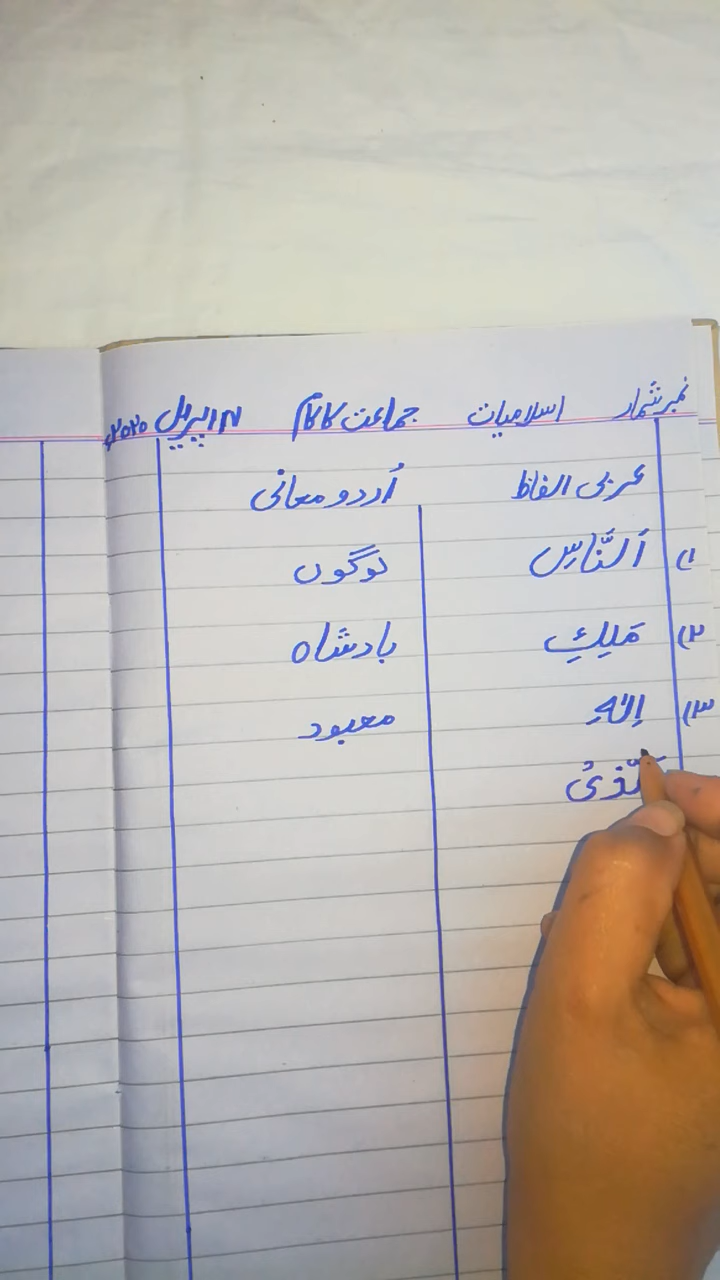 نمبر شمار اسلامیات جماعت کا کام ۱۳ اپریل ۲۰۲۰ء
عربی الفاظ اُردو معانی
۱) اَلنَّاسِ لوگوں
۲) مَلِکِ بادشاہ
۳) اِلٰہِ معبود